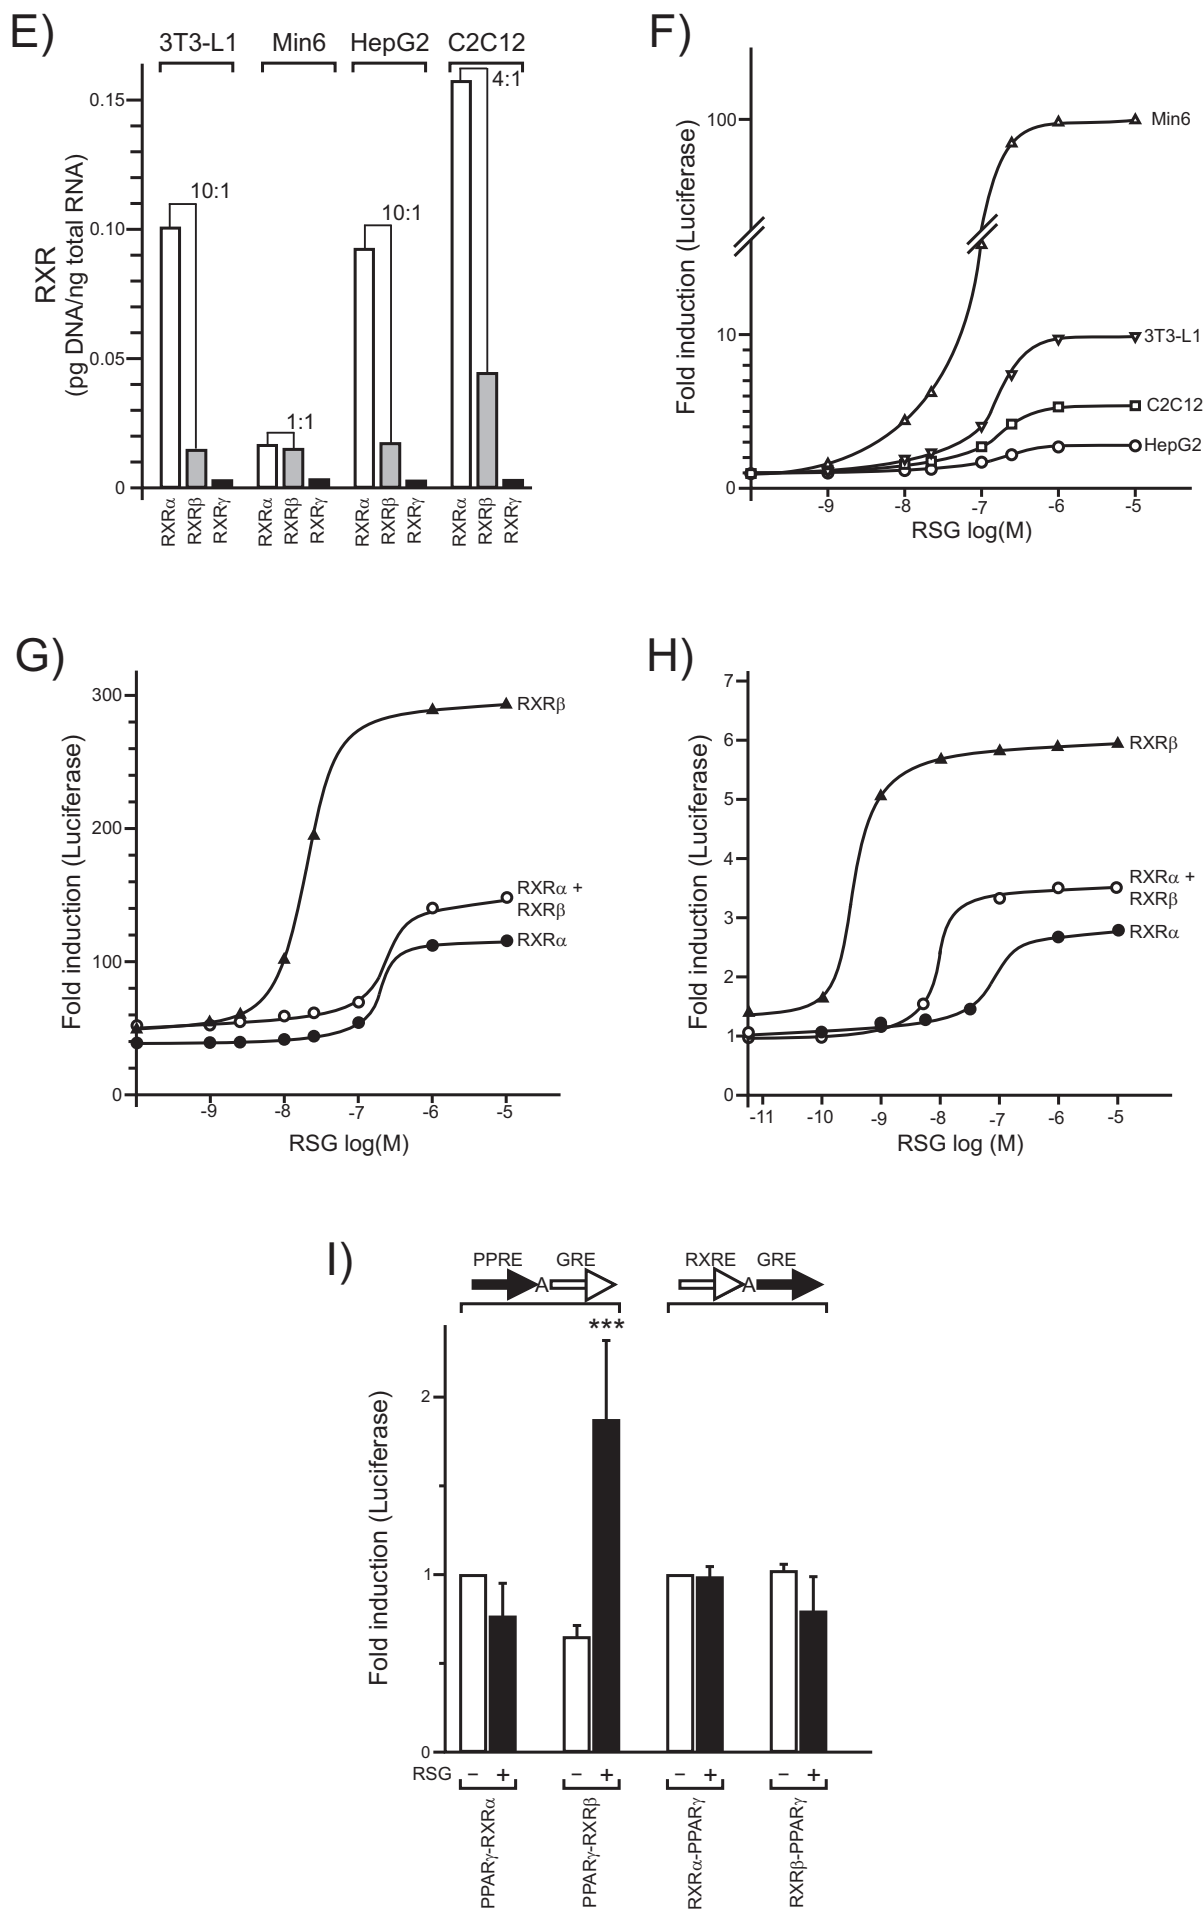 E)
3T3-L1 Min6 HepG2 C2C12
RXR
(pg DNA/ng total RNA)
0.15
0.10
0.05
0
10:1
1:1
10:1
4:1
RXRα RXRβ RXRγ RXRα RXRβ RXRγ RXRα RXRβ RXRγ RXRα RXRβ RXRγ
F)
Fold induction (Luciferase)
100
10
0
Min6
3T3-L1
C2C12
HepG2
-9 -8 -7 -6 -5
RSG log(M)
G)
Fold induction (Luciferase)
300
200
100
0
RXRβ
RXRα +
RXRβ
RXRα
-9 -8 -7 -6 -5
RSG log(M)
H)
Fold induction (Luciferase)
7
6
5
4
3
2
1
0
RXRβ
RXRα +
RXRβ
RXRα
-11 -10 -9 -8 -7 -6 -5
RSG log (M)
I)
PPRE GRE RXRE GRE
A A
***
Fold induction (Luciferase)
2
1
0
RSG − + − + − + − +
PPARγ-RXRα PPARγ-RXRβ RXRα-PPARγ RXRβ-PPARγ